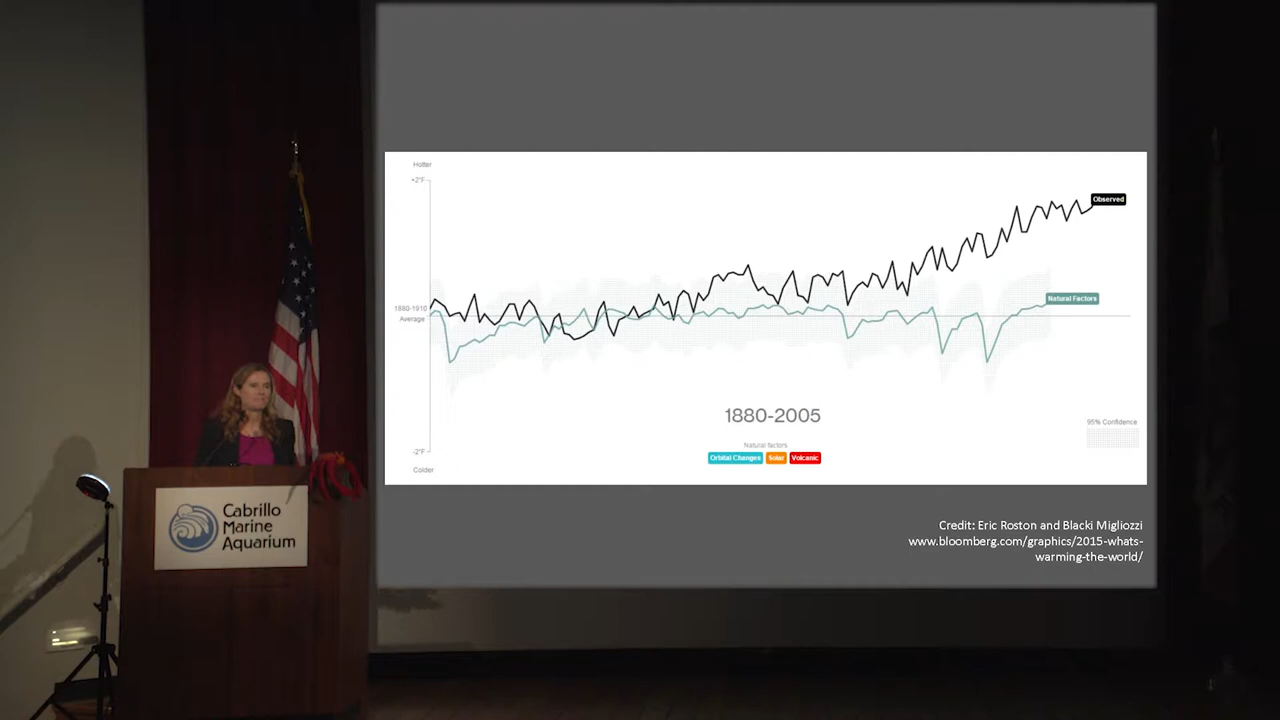 Hotter
+2°F
Observed
Natural Factors
1880-1910
Average
1880-2005
95% Confidence
Natural factors
Orbital Changes Solar Volcanic
-2°F
Colder
Cabrillo
Marine
Aquarium
Credit: Eric Roston and Blacki Migliozzi
www.bloomberg.com/graphics/2015-whats-
warming-the-world/